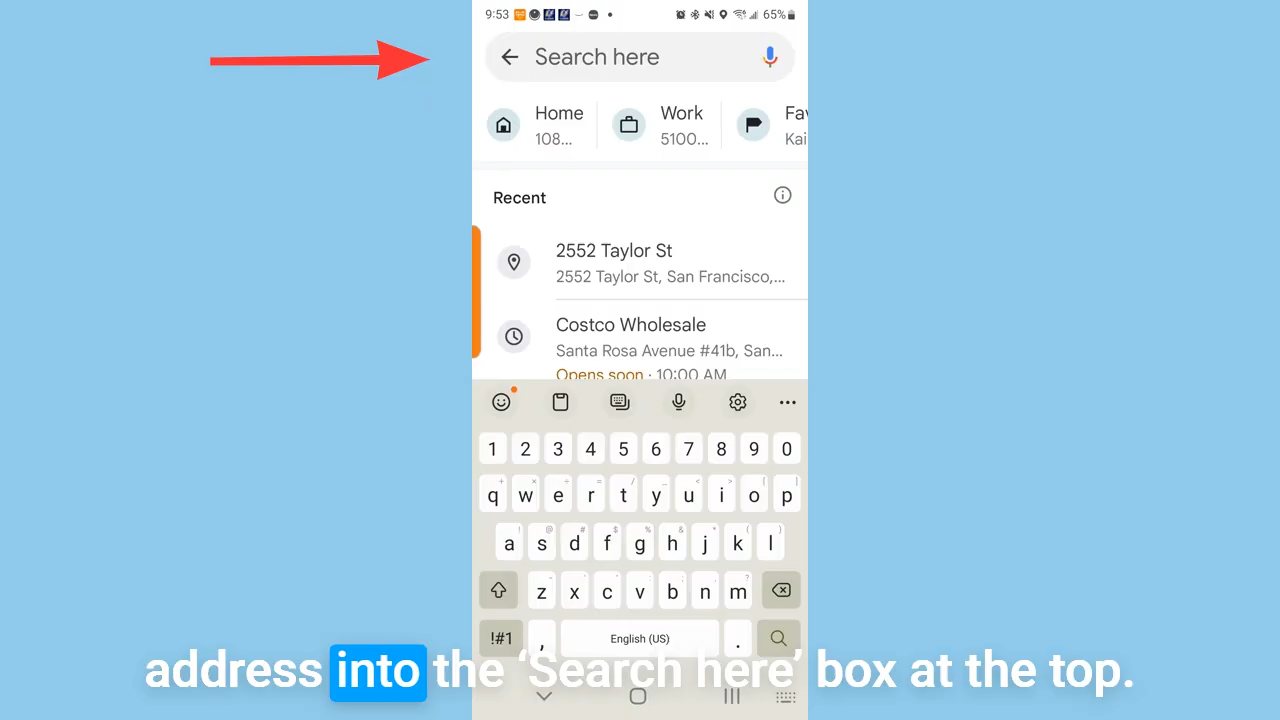 9:53
65%
Search here
Home
108...
Work
5100...
Fav
Kai
Recent
2552 Taylor St
2552 Taylor St, San Francisco,...
Costco Wholesale
Santa Rosa Avenue #41b, San...
Opens soon · 10:00 AM
1 2 3 4 5 6 7 8 9 0
q w e r t y u i o p
a s d f g h j k l
z x c v b n m
!#1 , English (US) .
address into the ‘Search here’ box at the top.